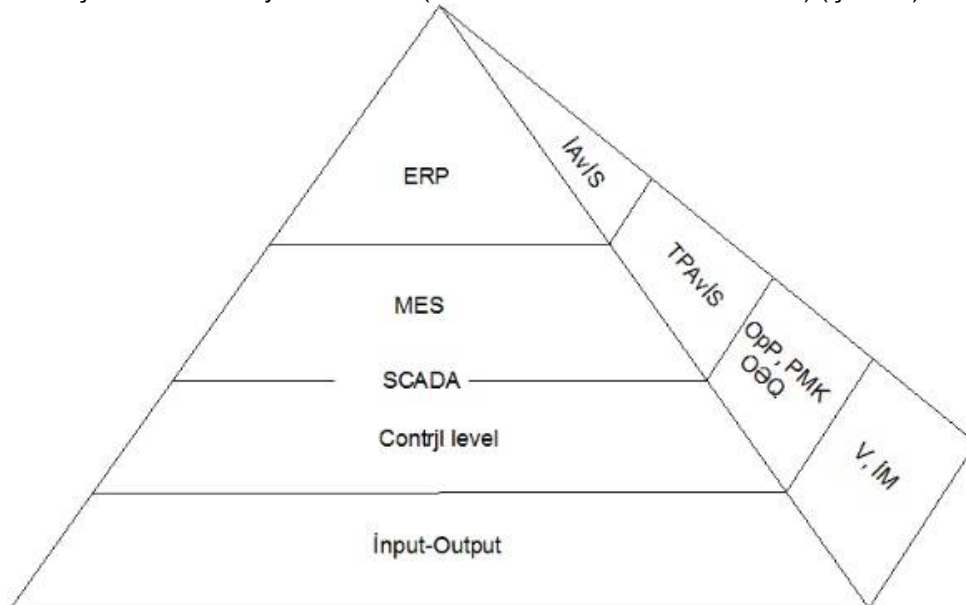 ERP
İAvİS
MES
TPAvİS
SCADA
OpP, PMK
OƏQ
Contrjl level
V, İM
İnput-Output